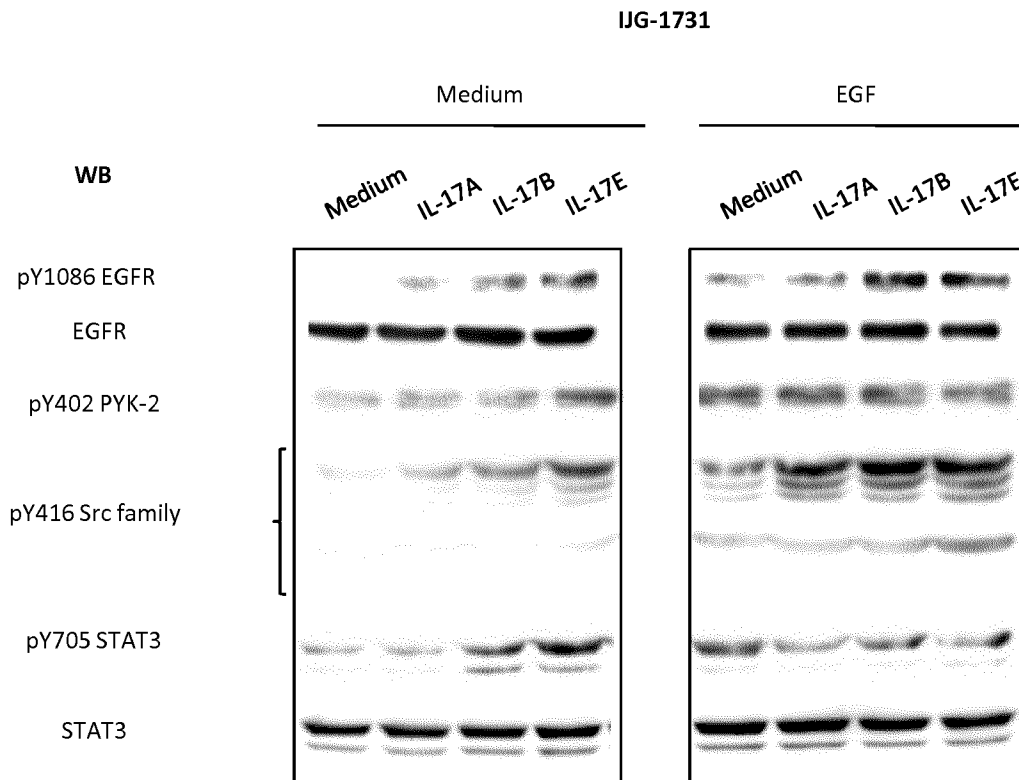 IJG-1731
Medium EGF
WB
Medium IL-17A IL-17B IL-17E Medium IL-17A IL-17B IL-17E
pY1086 EGFR
EGFR
pY402 PYK-2
pY416 Src family
pY705 STAT3
STAT3